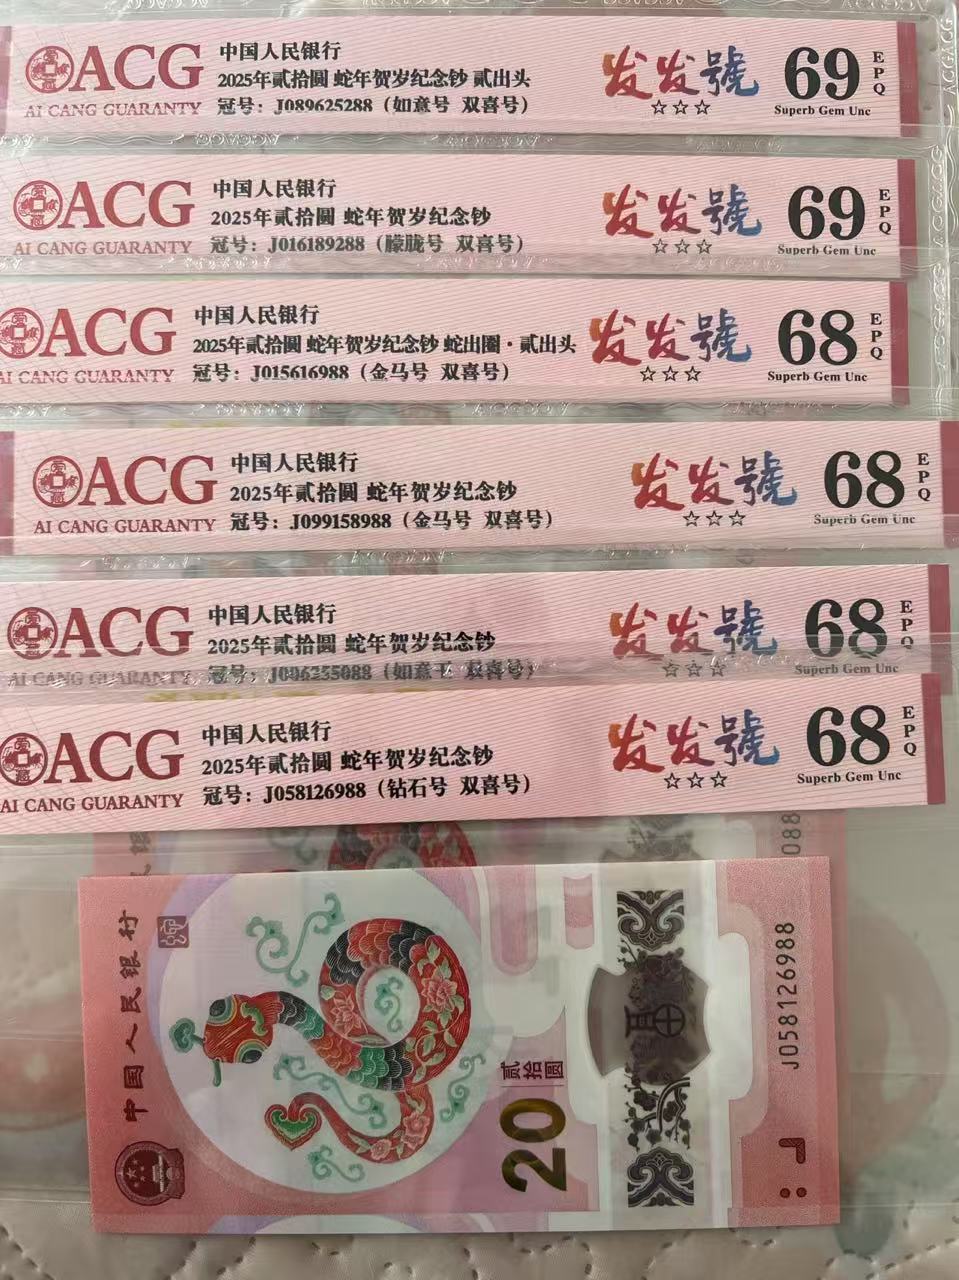 ACG
AI CANG GUARANTY
中国人民银行
2025年贰拾圆 蛇年贺岁纪念钞 贰出头
冠号：J089625288（如意号 双喜号）
发发號
☆☆☆
69
EPQ
Superb Gem Unc
ACG
AI CANG GUARANTY
中国人民银行
2025年贰拾圆 蛇年贺岁纪念钞
冠号：J016189288（朦胧号 双喜号）
发发號
☆☆☆
69
EPQ
Superb Gem Unc
ACG
AI CANG GUARANTY
中国人民银行
2025年贰拾圆 蛇年贺岁纪念钞 蛇出圈·贰出头
冠号：J015616988（金马号 双喜号）
发发號
☆☆☆
68
EPQ
Superb Gem Unc
ACG
AI CANG GUARANTY
中国人民银行
2025年贰拾圆 蛇年贺岁纪念钞
冠号：J099158988（金马号 双喜号）
发发號
☆☆☆
68
EPQ
Superb Gem Unc
ACG
AI CANG GUARANTY
中国人民银行
2025年贰拾圆 蛇年贺岁纪念钞
冠号：（如意 双喜号）
发发號
☆☆☆
68
EPQ
Superb Gem Unc
ACG
AI CANG GUARANTY
中国人民银行
2025年贰拾圆 蛇年贺岁纪念钞
冠号：J058126988（钻石号 双喜号）
发发號
☆☆☆
68
EPQ
Superb Gem Unc
中国人民银行
贰拾圆
20
J058126988
088